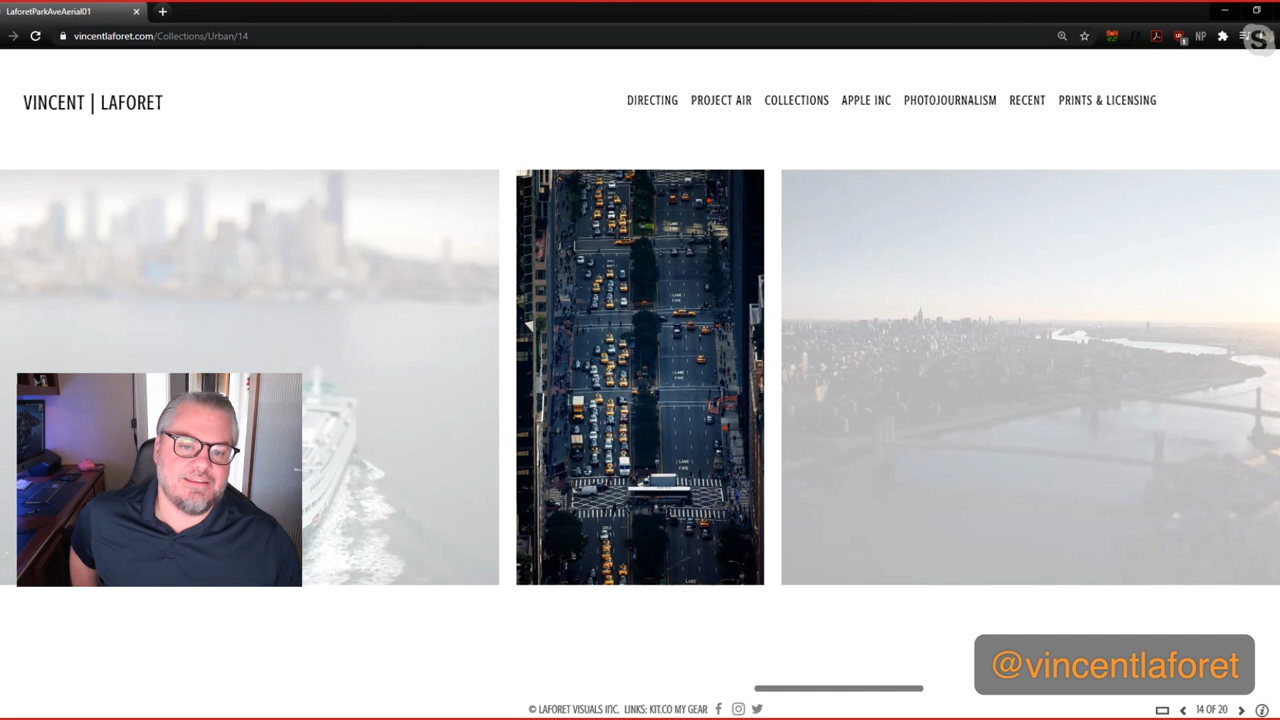 LaforetParkAveAerial01
vincentlaforet.com/Collections/Urban/14
NP
VINCENT | LAFORET
DIRECTING PROJECT AIR COLLECTIONS APPLE INC PHOTOJOURNALISM RECENT PRINTS & LICENSING
@vincentlaforet
© LAFORET VISUALS INC. LINKS: KIT.CO MY GEAR
14 OF 20